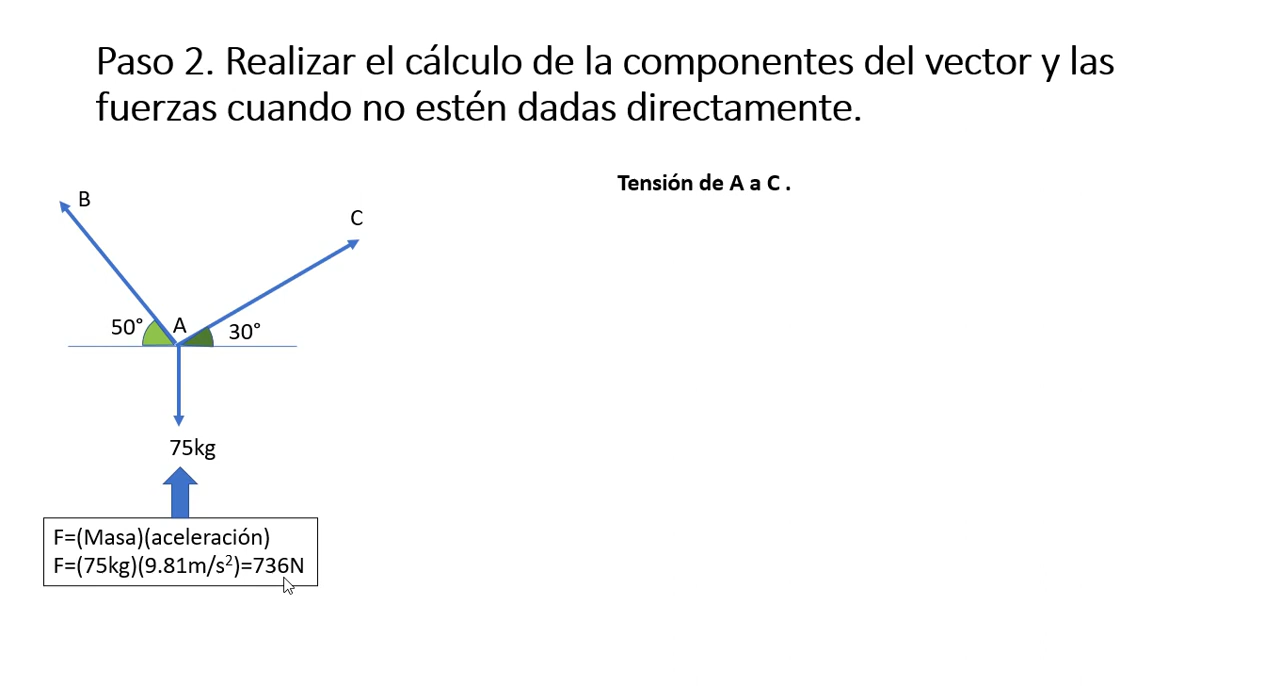 Paso 2. Realizar el cálculo de la componentes del vector y las
fuerzas cuando no estén dadas directamente.
Tensión de A a C .
B
C
50°
A
30°
75kg
F=(Masa)(aceleración)
F=(75kg)(9.81m/s²)=736N